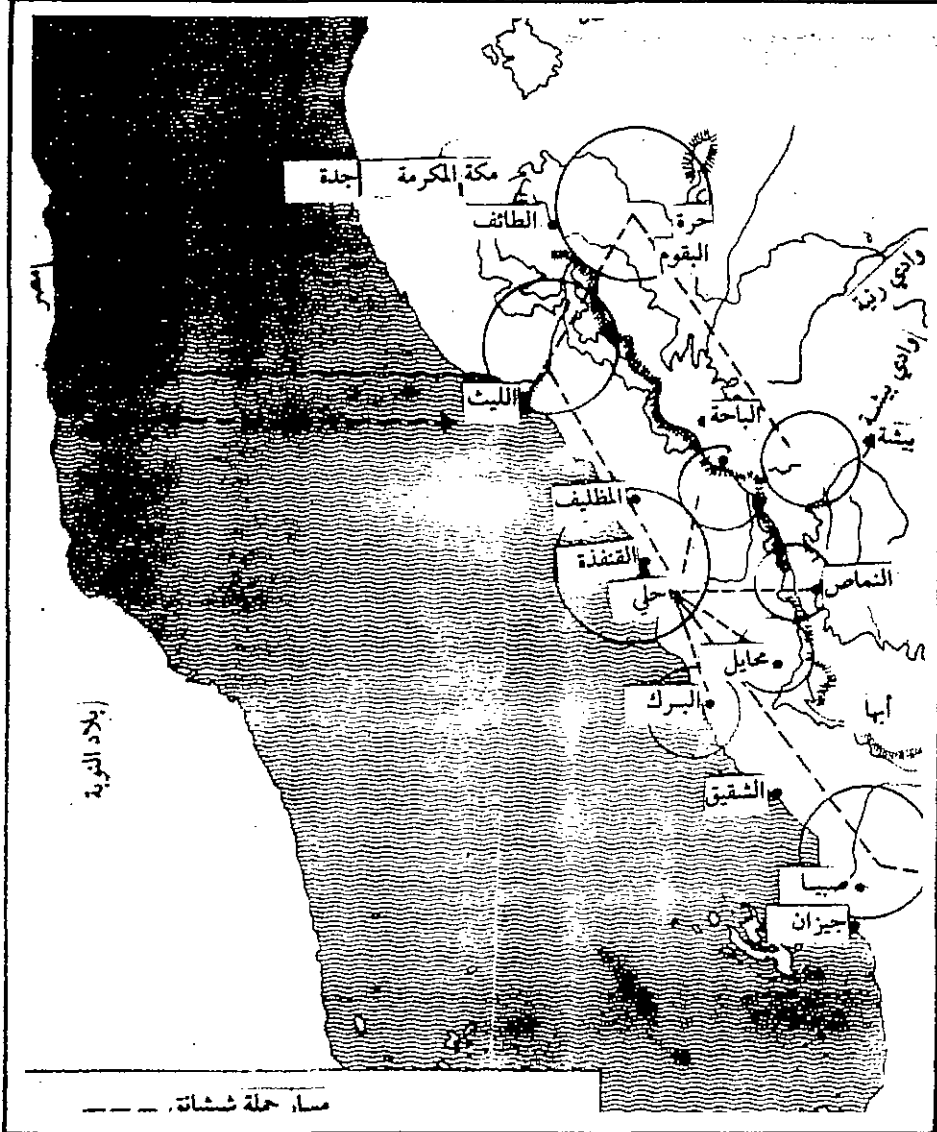 مكة المكرمة
جدة
الطائف
حرة
البقوم
مصر
وادي رنية
وادي بيشة
بيشة
الليث
الباحة
المظليف
القنفذة
حلي
النماص
محايل
البرك
أبها
بلاد النوبة
الشقيق
صبيا
جيزان
مسار حملة شيشانق